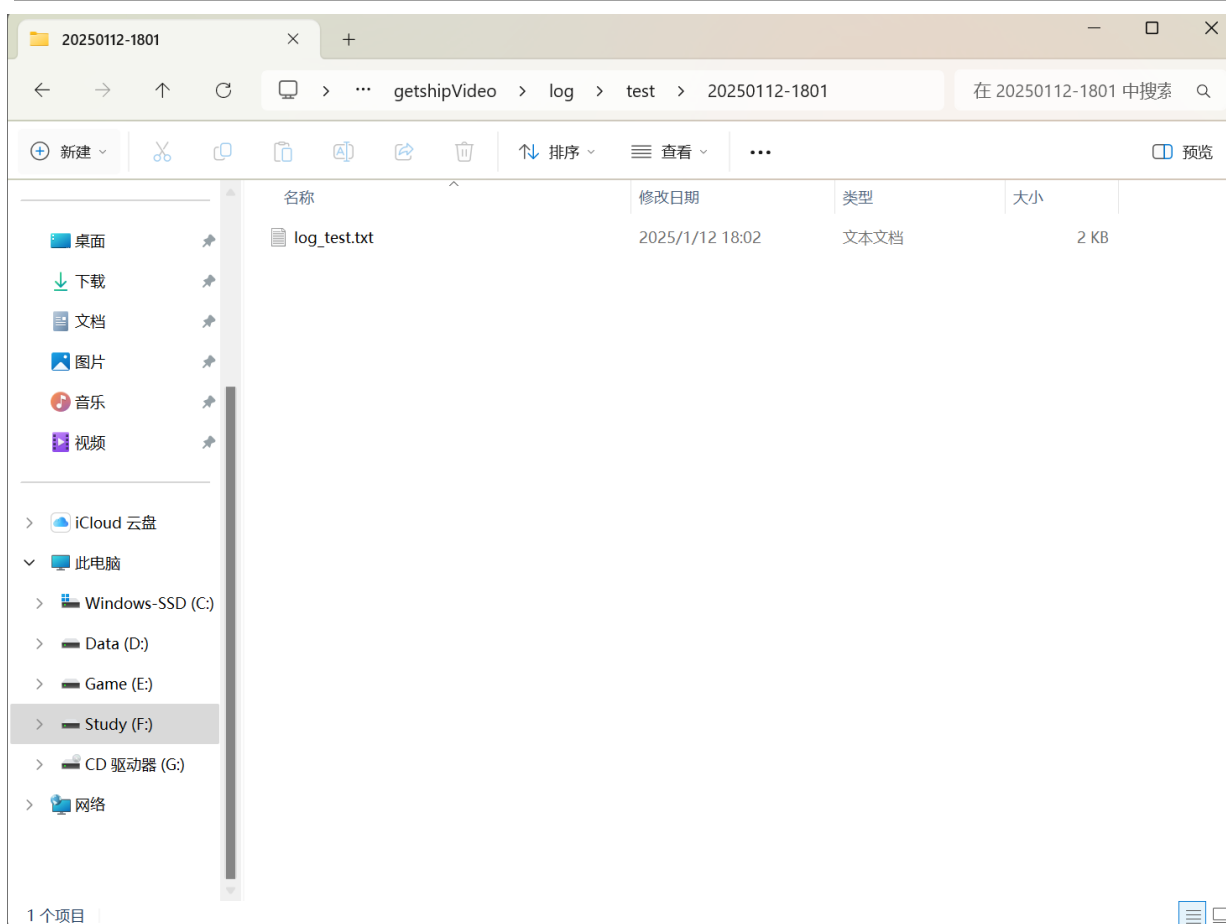 20250112-1801
··· getshipVideo > log > test > 20250112-1801
在 20250112-1801 中搜索
新建
排序
查看
预览
名称
修改日期
类型
大小
log_test.txt
2025/1/12 18:02
文本文档
2 KB
桌面
下载
文档
图片
音乐
视频
iCloud 云盘
此电脑
Windows-SSD (C:)
Data (D:)
Game (E:)
Study (F:)
CD 驱动器 (G:)
网络
1 个项目